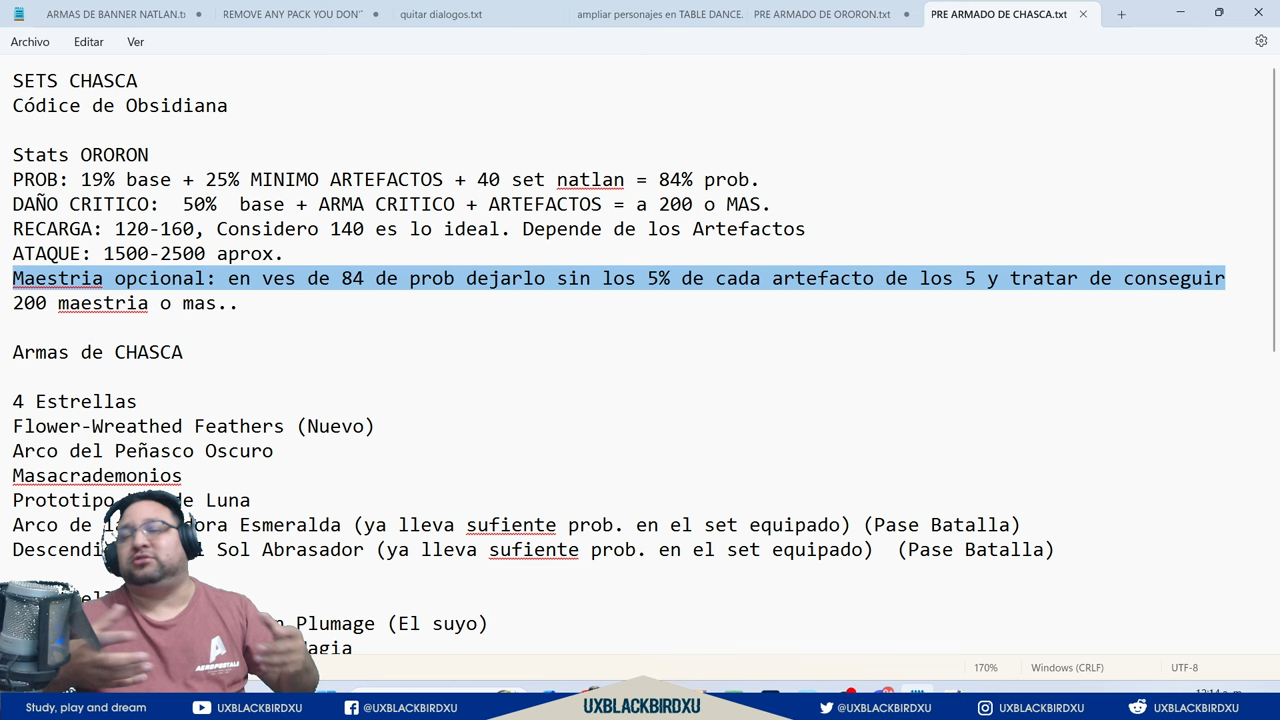 ARMAS DE BANNER NATLAN.t
REMOVE ANY PACK YOU DON'
quitar dialogos.txt
ampliar personajes en TABLE DANCE.
PRE ARMADO DE ORORON.txt
PRE ARMADO DE CHASCA.txt
Archivo Editar Ver
SETS CHASCA
Códice de Obsidiana
Stats ORORON
PROB: 19% base + 25% MINIMO ARTEFACTOS + 40 set natlan = 84% prob.
DAÑO CRITICO:  50%  base + ARMA CRITICO + ARTEFACTOS = a 200 o MAS.
RECARGA: 120-160, Considero 140 es lo ideal. Depende de los Artefactos
ATAQUE: 1500-2500 aprox.
Maestria opcional: en ves de 84 de prob dejarlo sin los 5% de cada artefacto de los 5 y tratar de conseguir
200 maestria o mas..
Armas de CHASCA
4 Estrellas
Flower-Wreathed Feathers (Nuevo)
Arco del Peñasco Oscuro
Masacrademonios
Prototipo de Luna
Arco de la dora Esmeralda (ya lleva sufiente prob. en el set equipado) (Pase Batalla)
Descendi l Sol Abrasador (ya lleva sufiente prob. en el set equipado)  (Pase Batalla)
Plumage (El suyo)
agia
170% Windows (CRLF) UTF-8
AEROPOSTALE
Study, play and dream
UXBLACKBIRDXU
@UXBLACKBIRDXU
UXBLACKBIRDXU
@UXBLACKBIRDXU
UXBLACKBIRDXU
UXBLACKBIRDXU